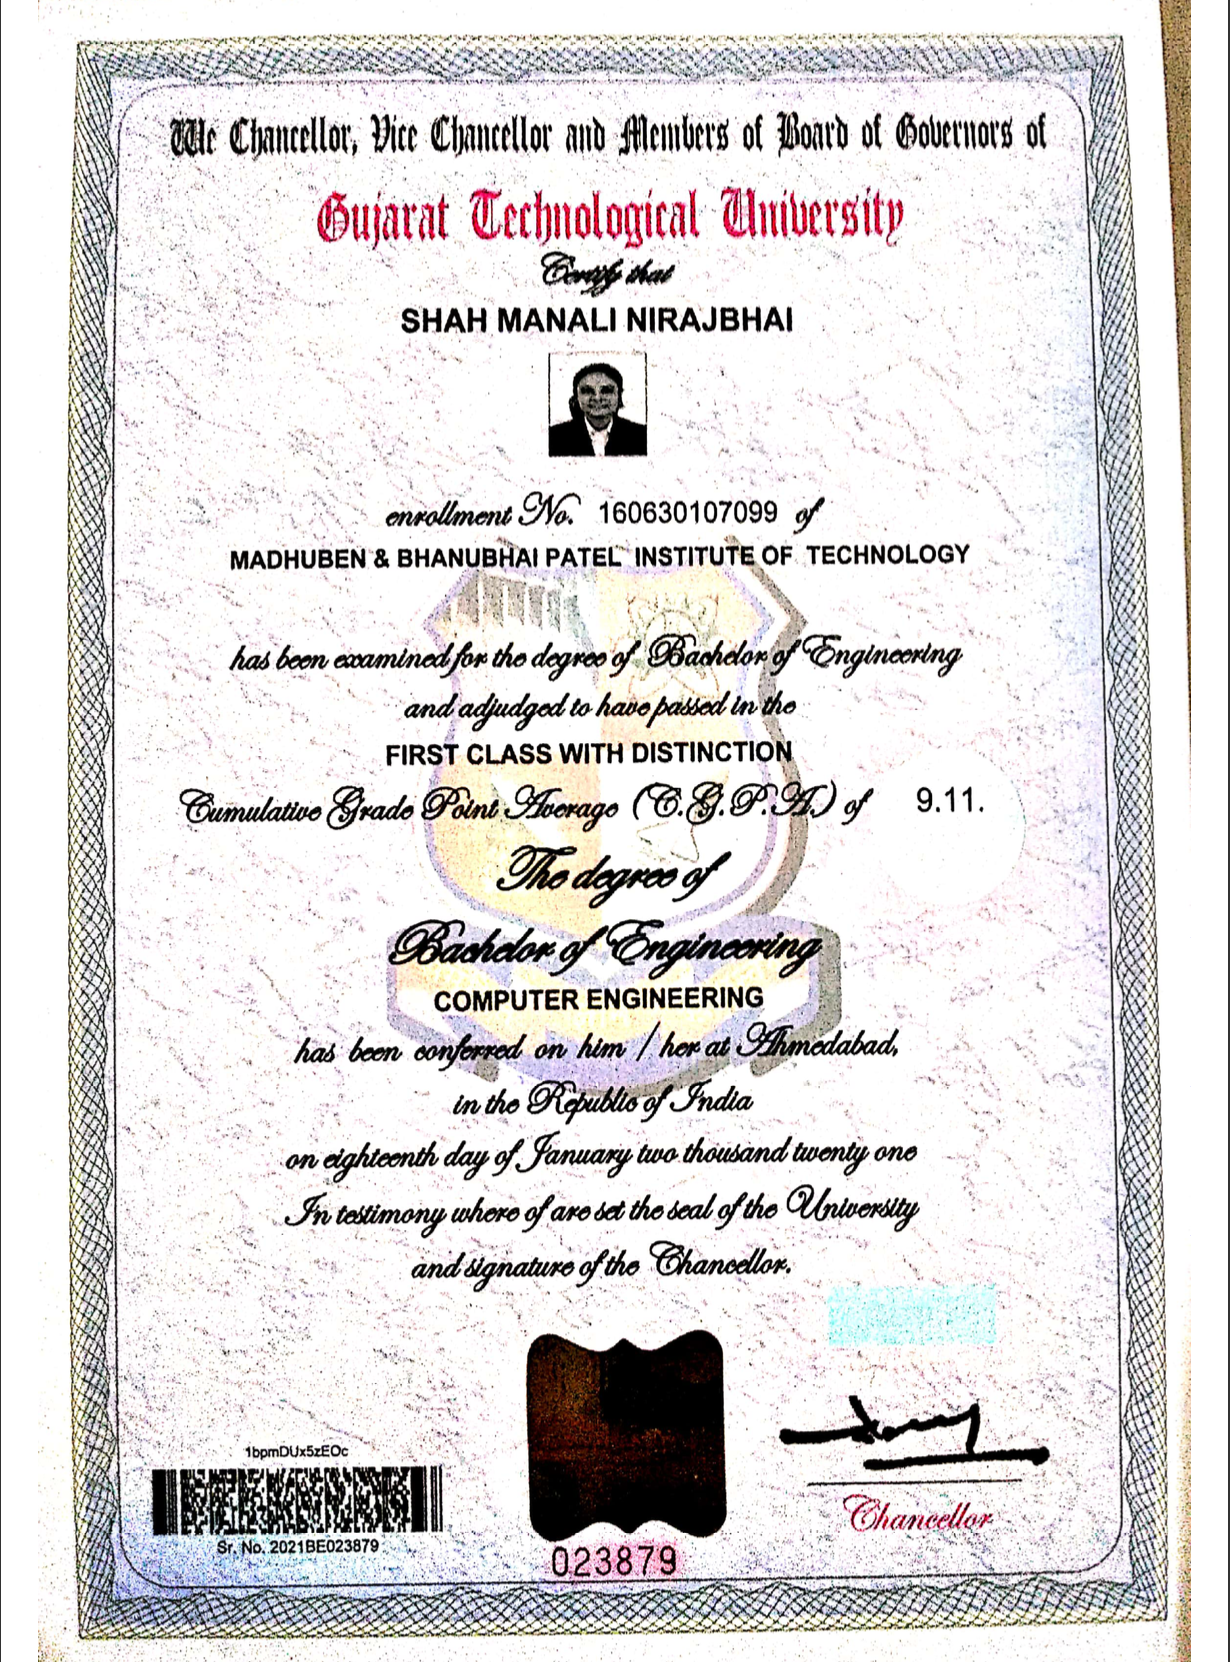 We Chancellor, Vice Chancellor and Members of Board of Governors of
Gujarat Technological University
Certify that
SHAH MANALI NIRAJBHAI
enrollment No. 160630107099 of
MADHUBEN & BHANUBHAI PATEL INSTITUTE OF TECHNOLOGY
has been examined for the degree of Bachelor of Engineering
and adjudged to have passed in the
FIRST CLASS WITH DISTINCTION
Cumulative Grade Point Average (C.G.P.A.) of 9.11.
The degree of
Bachelor of Engineering
COMPUTER ENGINEERING
has been conferred on him / her at Ahmedabad,
in the Republic of India
on eighteenth day of January two thousand twenty one
In testimony where of are set the seal of the University
and signature of the Chancellor.
1bpmDUx5zEOc
Sr. No. 2021BE023879
023879
Chancellor